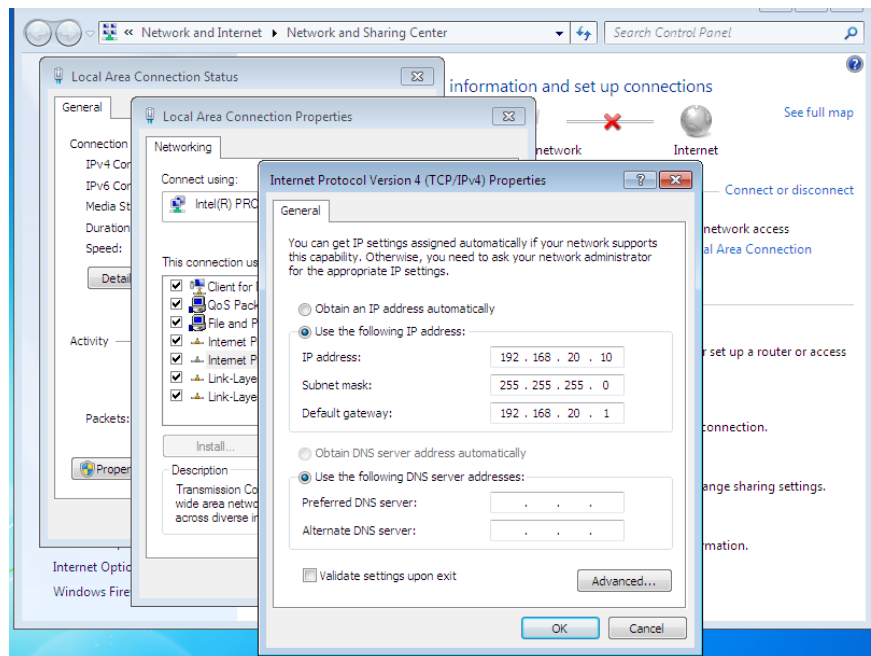 « Network and Internet ▸ Network and Sharing Center
Search Control Panel
Local Area Connection Status
information and set up connections
General
See full map
Local Area Connection Properties
Connection
network
Internet
Networking
IPv4 Cor
IPv6 Cor
Connect using:
Internet Protocol Version 4 (TCP/IPv4) Properties
Connect or disconnect
Media St
Intel(R) PRO
General
Duration
network access
Speed:
al Area Connection
You can get IP settings assigned automatically if your network supports
this capability. Otherwise, you need to ask your network administrator
for the appropriate IP settings.
This connection us
Detail
Client for
QoS Pack
File and P
Internet P
Internet P
Link-Laye
Link-Laye
Obtain an IP address automatically
Use the following IP address:
Activity
IP address: 192 . 168 . 20 . 10
r set up a router or access
Subnet mask: 255 . 255 . 255 . 0
Default gateway: 192 . 168 . 20 . 1
Packets:
connection.
Install...
Obtain DNS server address automatically
Proper
Description
Use the following DNS server addresses:
Transmission Co
wide area netwo
across diverse in
ange sharing settings.
Preferred DNS server: . . .
Alternate DNS server: . . .
rmation.
Internet Optio
Validate settings upon exit
Advanced...
Windows Fire
OK
Cancel